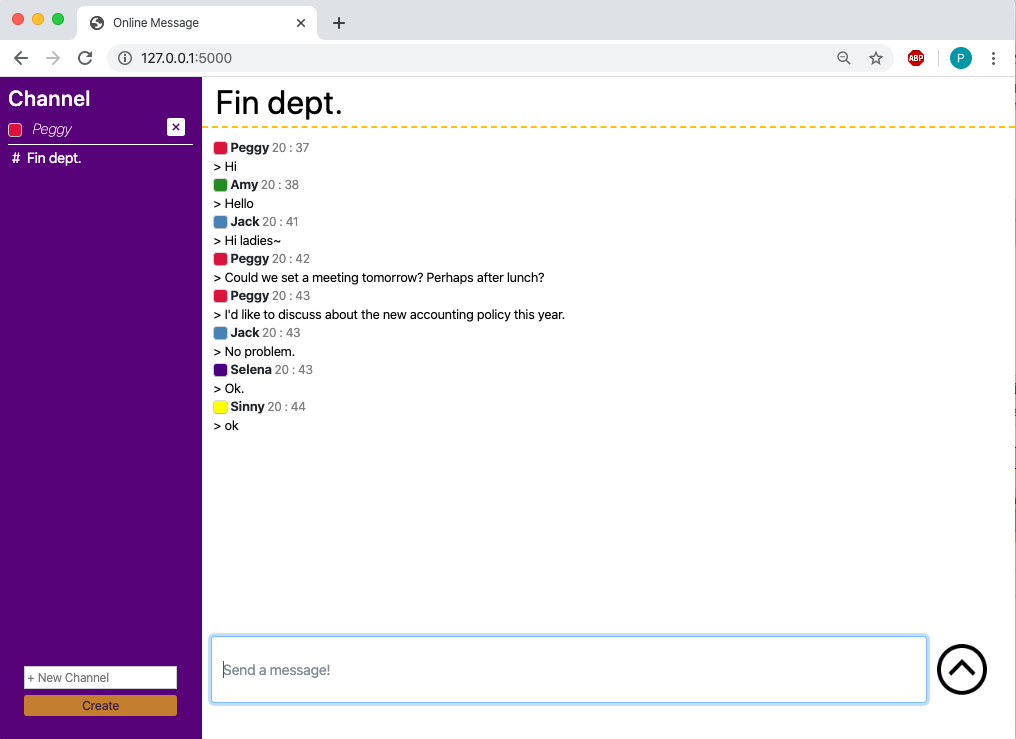 Online Message
127.0.0.1:5000
ABP
P
Channel
Peggy
# Fin dept.
+ New Channel
Create
Fin dept.
Peggy 20 : 37
> Hi
Amy 20 : 38
> Hello
Jack 20 : 41
> Hi ladies~
Peggy 20 : 42
> Could we set a meeting tomorrow? Perhaps after lunch?
Peggy 20 : 43
> I'd like to discuss about the new accounting policy this year.
Jack 20 : 43
> No problem.
Selena 20 : 43
> Ok.
Sinny 20 : 44
> ok
Send a message!